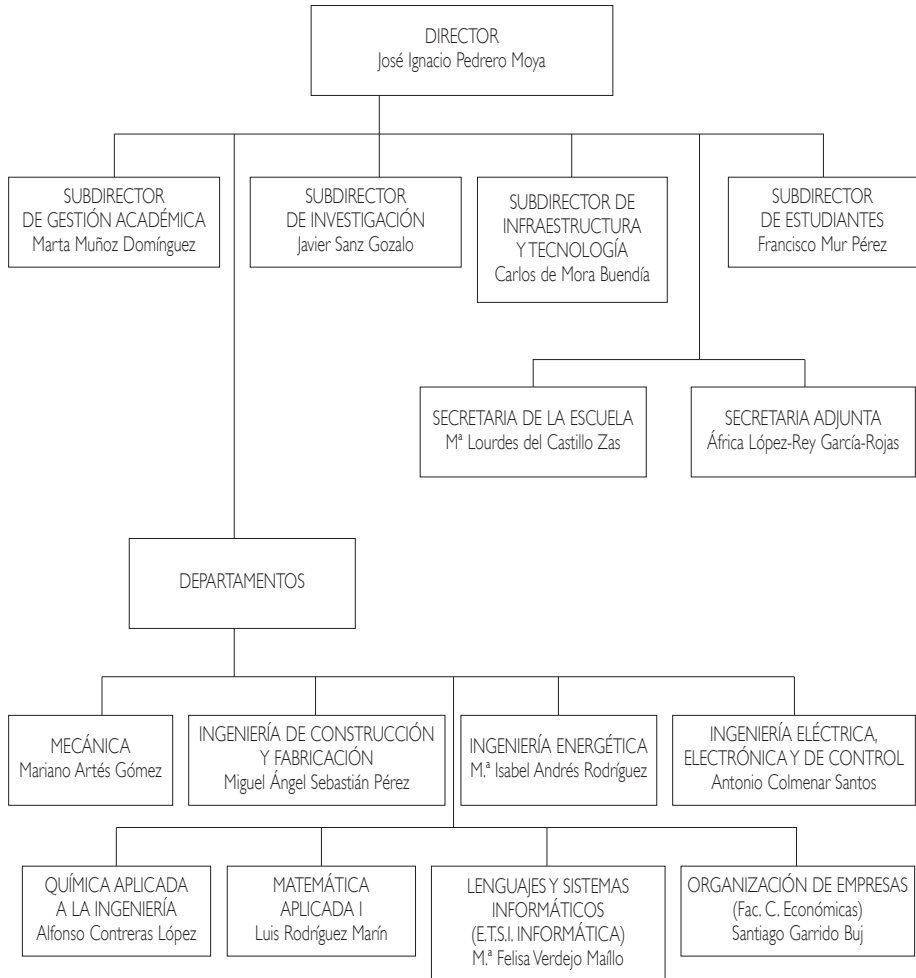 DIRECTOR
José Ignacio Pedrero Moya
SUBDIRECTOR
DE GESTIÓN ACADÉMICA
Marta Muñoz Domínguez
SUBDIRECTOR
DE INVESTIGACIÓN
Javier Sanz Gozalo
SUBDIRECTOR DE
INFRAESTRUCTURA
Y TECNOLOGÍA
Carlos de Mora Buendía
SUBDIRECTOR
DE ESTUDIANTES
Francisco Mur Pérez
SECRETARIA DE LA ESCUELA
Mª Lourdes del Castillo Zas
SECRETARIA ADJUNTA
África López-Rey García-Rojas
DEPARTAMENTOS
MECÁNICA
Mariano Artés Gómez
INGENIERÍA DE CONSTRUCCIÓN
Y FABRICACIÓN
Miguel Ángel Sebastián Pérez
INGENIERÍA ENERGÉTICA
M.ª Isabel Andrés Rodríguez
INGENIERÍA ELÉCTRICA,
ELECTRÓNICA Y DE CONTROL
Antonio Colmenar Santos
QUÍMICA APLICADA
A LA INGENIERÍA
Alfonso Contreras López
MATEMÁTICA
APLICADA I
Luis Rodríguez Marín
LENGUAJES Y SISTEMAS
INFORMÁTICOS
(E.T.S.I. INFORMÁTICA)
M.ª Felisa Verdejo Maíllo
ORGANIZACIÓN DE EMPRESAS
(Fac. C. Económicas)
Santiago Garrido Buj